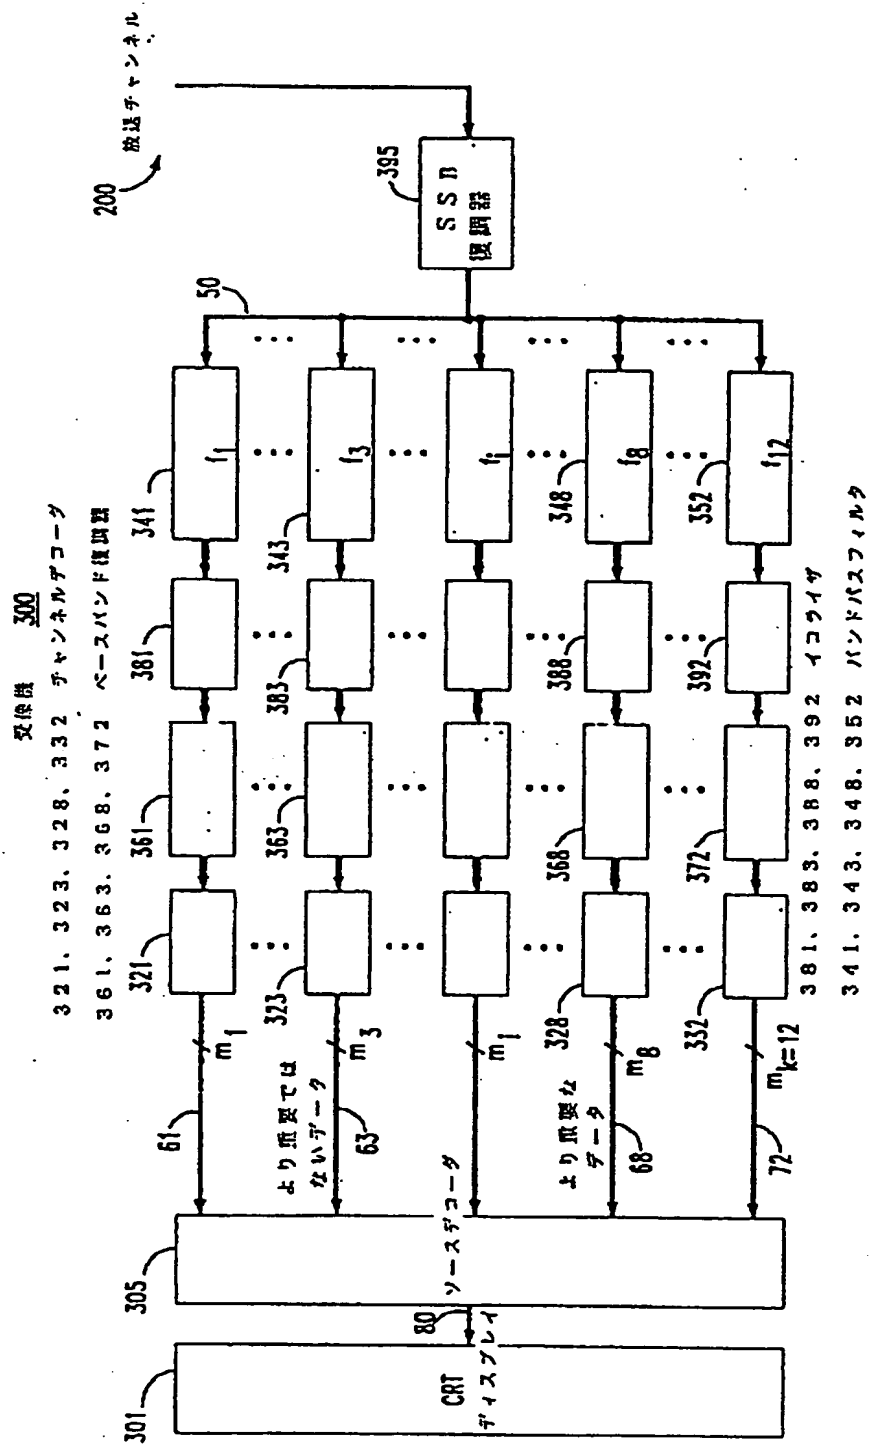 受像機 300
321、323、328、332 チャンネルデコーダ
361、363、368、372 ベースバンド復調器
放送チャンネル
200
SSB
復調器
395
50
f1
f3
fi
f8
f12
341
343
348
352
381
383
388
392
361
363
368
372
321
323
328
332
m1
m3
mi
m8
mk=12
61
より重要では
ないデータ
63
より重要な
データ
68
72
ソースデコーダ
305
80
CRT
ディスプレイ
301
381、383、388、392 イコライザ
341、343、348、352 バンドパスフィルタ